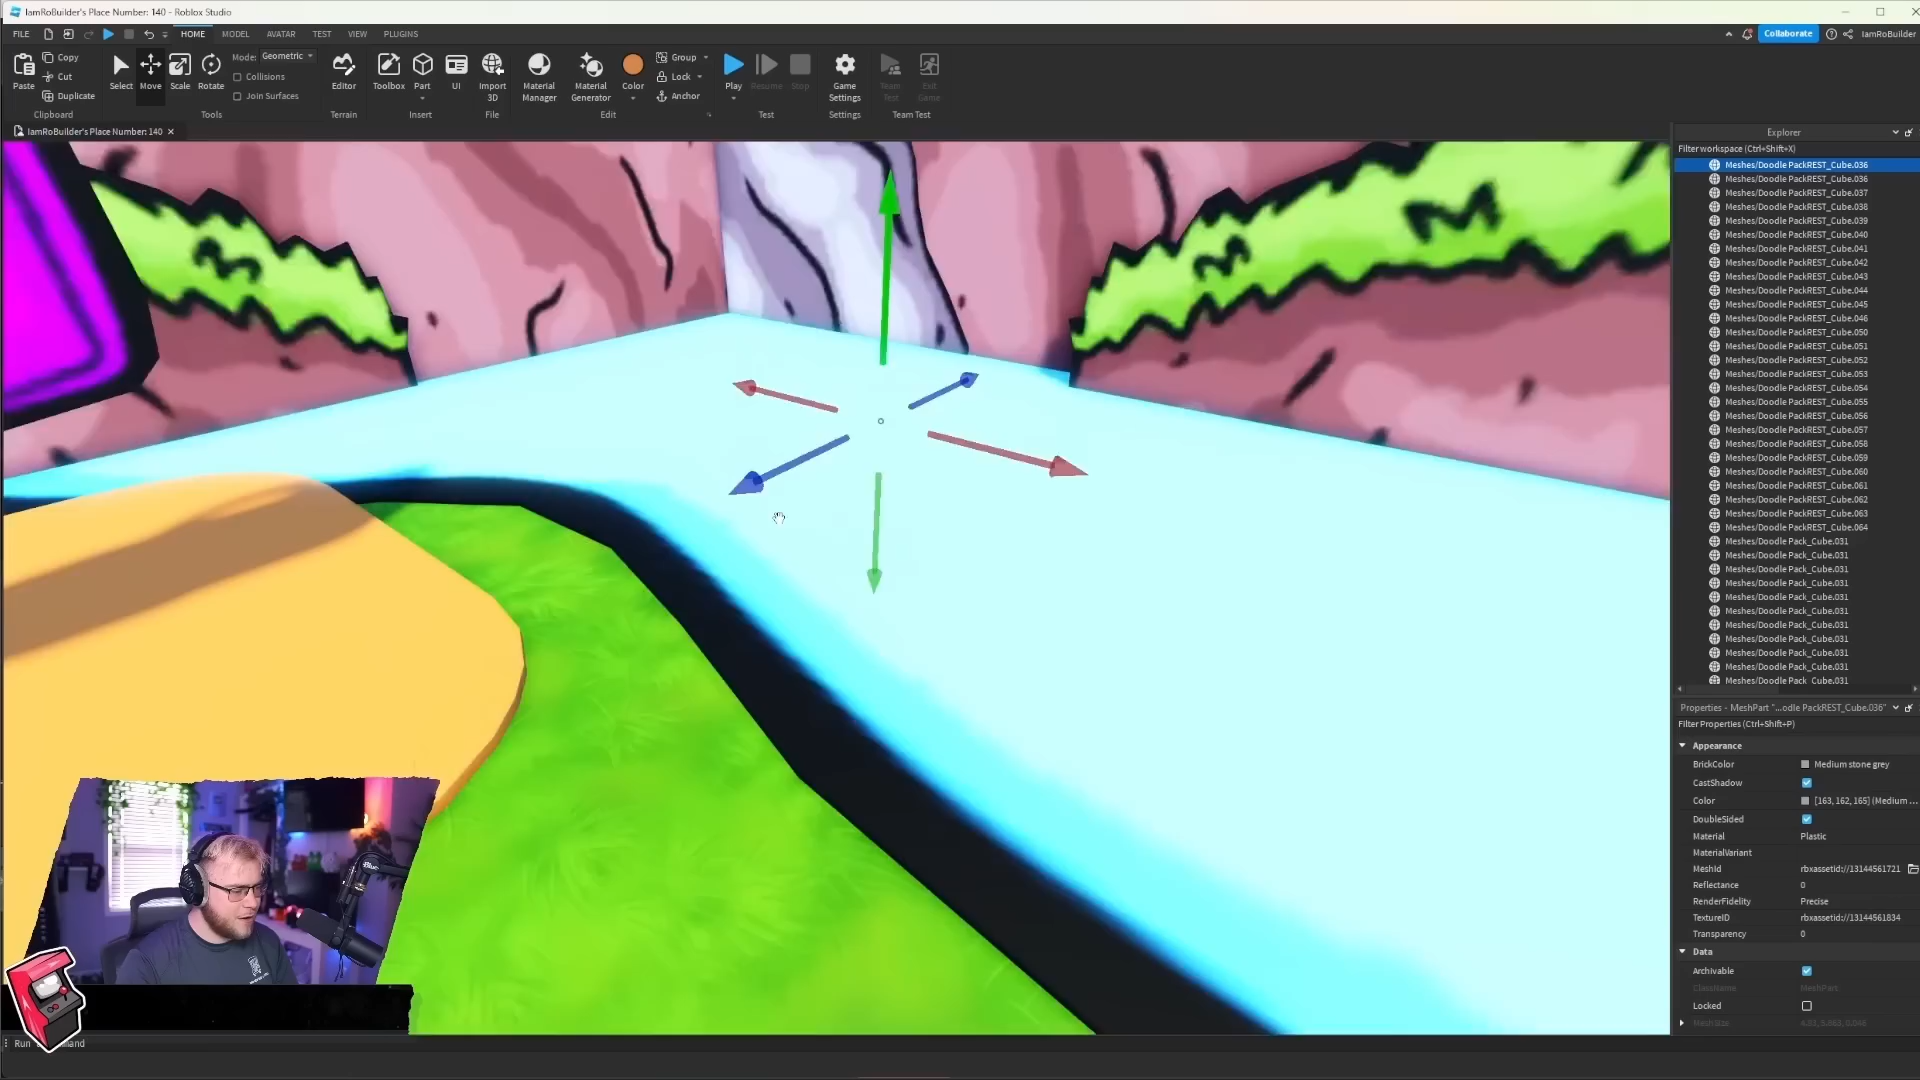 IamRoBuilder's Place Number: 140 - Roblox Studio
FILE HOME MODEL AVATAR TEST VIEW PLUGINS Collaborate IamRoBuilder
Paste Copy Cut Duplicate
Clipboard
Select Move Scale Rotate
Mode: Geometric
Collisions
Join Surfaces
Tools
Editor
Terrain
Toolbox Part UI
Insert
Import 3D
File
Material Manager
Material Generator
Color
Group
Lock
Anchor
Edit
Play Resume Stop
Test
Game Settings
Settings
Team Test
Exit Game
Team Test
IamRoBuilder's Place Number: 140
Explorer
Filter workspace (Ctrl+Shift+X)
Meshes/Doodle PackREST_Cube.036
Meshes/Doodle PackREST_Cube.036
Meshes/Doodle PackREST_Cube.037
Meshes/Doodle PackREST_Cube.038
Meshes/Doodle PackREST_Cube.039
Meshes/Doodle PackREST_Cube.040
Meshes/Doodle PackREST_Cube.041
Meshes/Doodle PackREST_Cube.042
Meshes/Doodle PackREST_Cube.043
Meshes/Doodle PackREST_Cube.044
Meshes/Doodle PackREST_Cube.045
Meshes/Doodle PackREST_Cube.046
Meshes/Doodle PackREST_Cube.050
Meshes/Doodle PackREST_Cube.051
Meshes/Doodle PackREST_Cube.052
Meshes/Doodle PackREST_Cube.053
Meshes/Doodle PackREST_Cube.054
Meshes/Doodle PackREST_Cube.055
Meshes/Doodle PackREST_Cube.056
Meshes/Doodle PackREST_Cube.057
Meshes/Doodle PackREST_Cube.058
Meshes/Doodle PackREST_Cube.059
Meshes/Doodle PackREST_Cube.060
Meshes/Doodle PackREST_Cube.061
Meshes/Doodle PackREST_Cube.062
Meshes/Doodle PackREST_Cube.063
Meshes/Doodle PackREST_Cube.064
Meshes/Doodle Pack_Cube.031
Meshes/Doodle Pack_Cube.031
Meshes/Doodle Pack_Cube.031
Meshes/Doodle Pack_Cube.031
Meshes/Doodle Pack_Cube.031
Meshes/Doodle Pack_Cube.031
Meshes/Doodle Pack_Cube.031
Meshes/Doodle Pack_Cube.031
Meshes/Doodle Pack_Cube.031
Meshes/Doodle Pack_Cube.031
Meshes/Doodle Pack_Cube.031
Properties - MeshPart "...odle PackREST_Cube.036"
Filter Properties (Ctrl+Shift+P)
Appearance
BrickColor Medium stone grey
CastShadow
Color [163, 162, 165] (Medium ...
DoubleSided
Material Plastic
MaterialVariant
MeshId rbxassetid://13144561721
Reflectance 0
RenderFidelity Precise
TextureID rbxassetid://13144561834
Transparency 0
Data
Archivable
ClassName MeshPart
Locked
MeshSize
Run
Blue